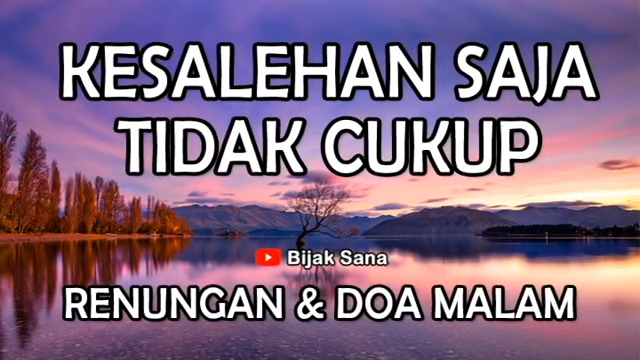 KESALEHAN SAJA
TIDAK CUKUP
Bijak Sana
RENUNGAN & DOA MALAM